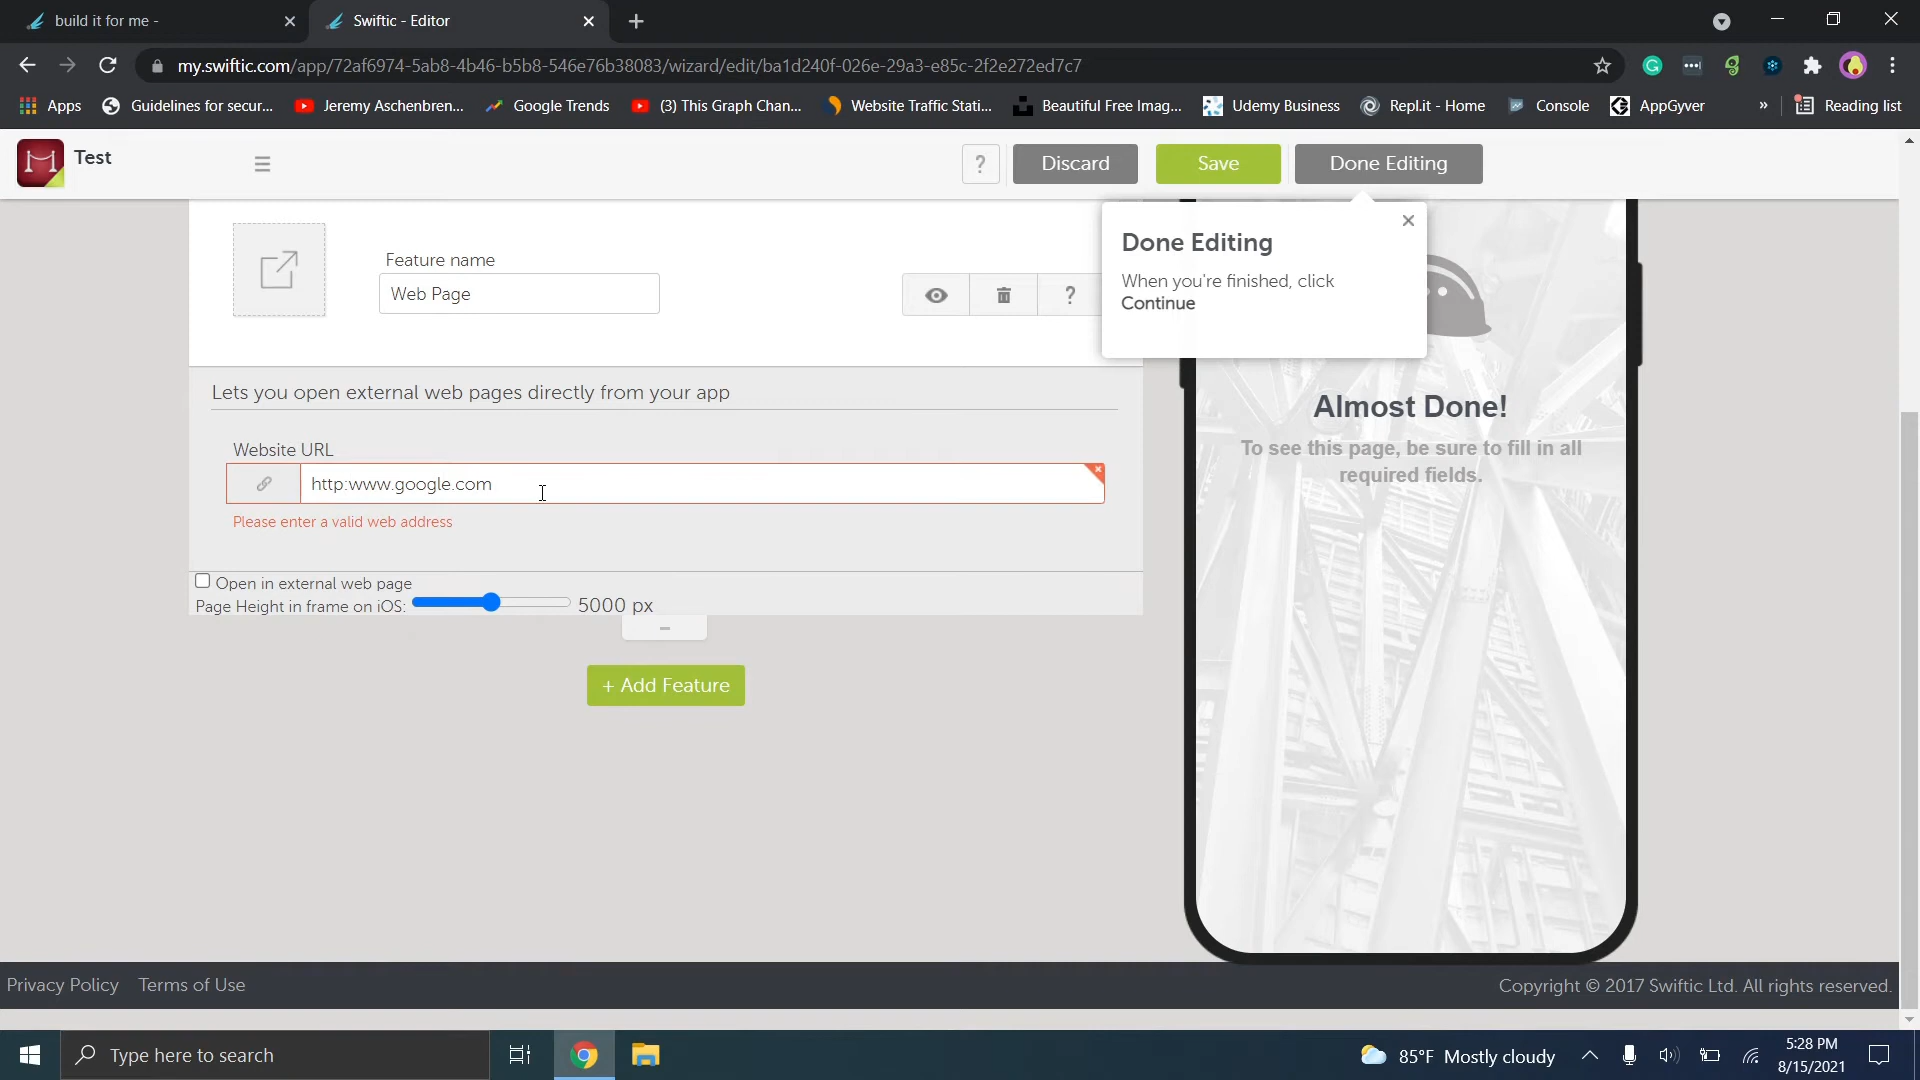 build it for me -
Swiftic - Editor
my.swiftic.com/app/72af6974-5ab8-4b46-b5b8-546e76b38083/wizard/edit/ba1d240f-026e-29a3-e85c-2f2e272ed7c7
Apps
Guidelines for secur...
Jeremy Aschenbren...
Google Trends
(3) This Graph Chan...
Website Traffic Stati...
Beautiful Free Imag...
Udemy Business
Repl.it - Home
Console
AppGyver
»
Reading list
Test
?
Discard
Save
Done Editing
Done Editing
When you're finished, click
Continue
Feature name
Web Page
?
Lets you open external web pages directly from your app
Website URL
http:www.google.com
Please enter a valid web address
Open in external web page
Page Height in frame on iOS:
5000 px
+ Add Feature
Almost Done!
To see this page, be sure to fill in all
required fields.
Privacy Policy
Terms of Use
Copyright © 2017 Swiftic Ltd. All rights reserved.
Type here to search
85°F Mostly cloudy
5:28 PM
8/15/2021